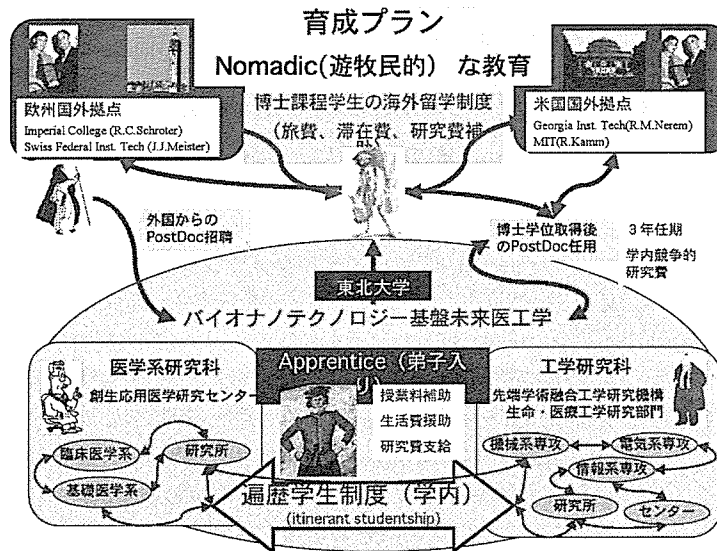 育成プラン
Nomadic(遊牧民的) な教育
博士課程学生の海外留学制度
(旅費、滞在費、研究費補
欧州国外拠点
Imperial College (R.C.Schroter)
Swiss Federal Inst. Tech (J.J.Meister)
米国国外拠点
Georgia Inst. Tech(R.M.Nerem)
MIT(R.Kamm)
外国からの
PostDoc招聘
博士学位取得後
のPostDoc任用
3年任期
学内競争的
研究費
東北大学
バイオナノテクノロジー基盤未来医工学
医学系研究科
創生応用医学研究センター
臨床医学系
研究所
基礎医学系
Apprentice (弟子入
り)
授業料補助
生活費援助
研究費支給
工学研究科
先端学術融合工学研究機構
生命・医療工学研究部門
機械系専攻
電気系専攻
情報系専攻
研究所
センター
遍歴学生制度(学内)
(itinerant studentship)